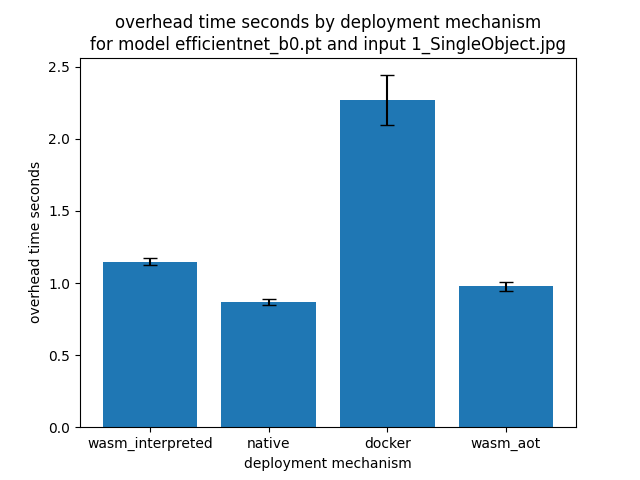 overhead time seconds by deployment mechanism
for model efficientnet_b0.pt and input 1_SingleObject.jpg
2.5
2.0
1.5
1.0
0.5
0.0
overhead time seconds
wasm_interpreted
native
docker
wasm_aot
deployment mechanism